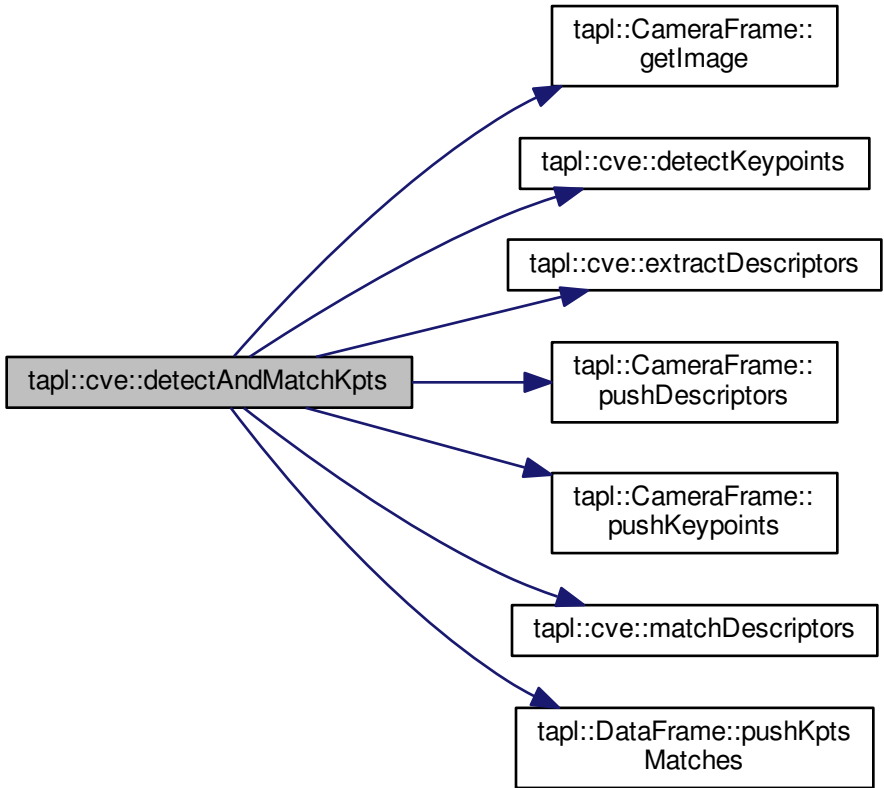 tapl::CameraFrame::
getImage
tapl::cve::detectKeypoints
tapl::cve::extractDescriptors
tapl::cve::detectAndMatchKpts
tapl::CameraFrame::
pushDescriptors
tapl::CameraFrame::
pushKeypoints
tapl::cve::matchDescriptors
tapl::DataFrame::pushKpts
Matches